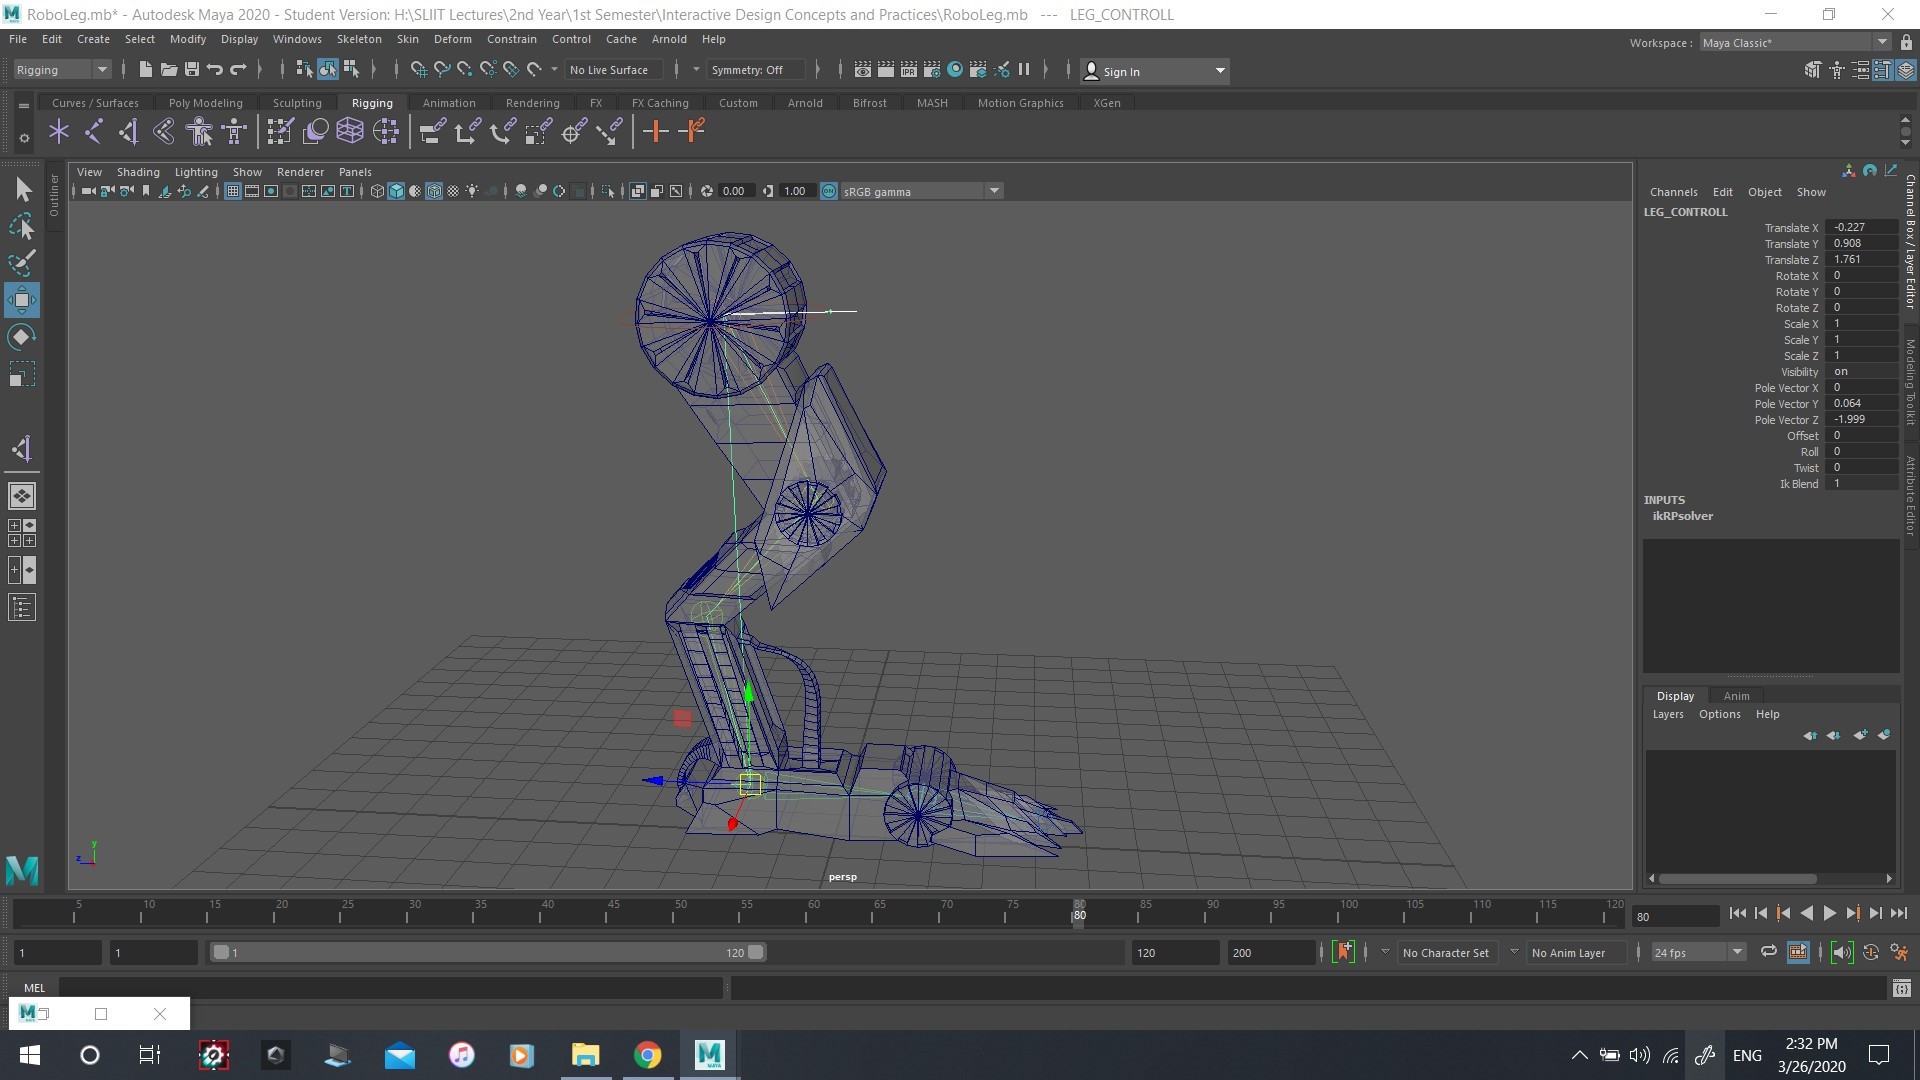 RoboLeg.mb* - Autodesk Maya 2020 - Student Version: H:\SLIIT Lectures\2nd Year\1st Semester\Interactive Design Concepts and Practices\RoboLeg.mb --- LEG_CONTROLL
File Edit Create Select Modify Display Windows Skeleton Skin Deform Constrain Control Cache Arnold Help
Workspace : Maya Classic*
Rigging No Live Surface Symmetry: Off IPR Sign In
Curves / Surfaces Poly Modeling Sculpting Rigging Animation Rendering FX FX Caching Custom Arnold Bifrost MASH Motion Graphics XGen
Outliner
View Shading Lighting Show Renderer Panels
0.00 1.00 ON sRGB gamma
Channels Edit Object Show
LEG_CONTROLL
Translate X -0.227
Translate Y 0.908
Translate Z 1.761
Rotate X 0
Rotate Y 0
Rotate Z 0
Scale X 1
Scale Y 1
Scale Z 1
Visibility on
Pole Vector X 0
Pole Vector Y 0.064
Pole Vector Z -1.999
Offset 0
Roll 0
Twist 0
Ik Blend 1
INPUTS
ikRPsolver
Channel Box / Layer Editor
Modeling Toolkit
Attribute Editor
Display Anim
Layers Options Help
y
z
persp
5 10 15 20 25 30 35 40 45 50 55 60 65 70 75 80 85 90 95 100 105 110 115 120
80
80
1 1 1 120 120 200 No Character Set No Anim Layer 24 fps
MEL
M
MAYA
ENG
2:32 PM
3/26/2020